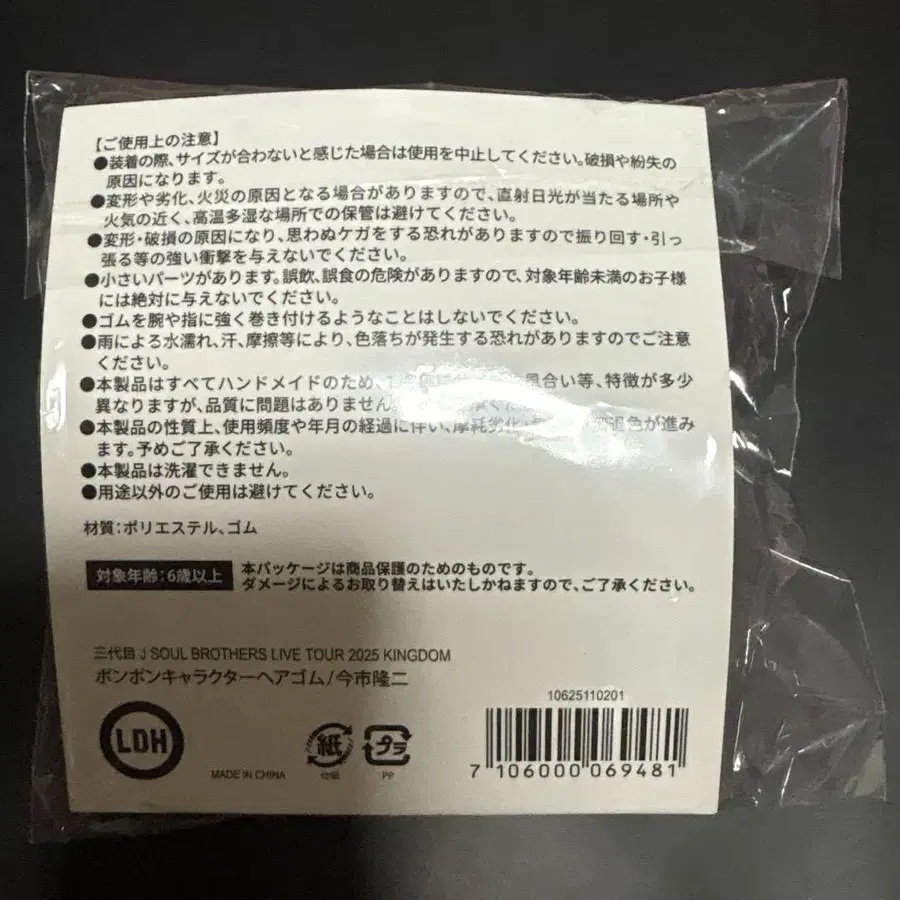 【ご使用上の注意】
●装着の際、サイズが合わないと感じた場合は使用を中止してください。破損や紛失の
原因になります。
●変形や劣化、火災の原因となる場合がありますので、直射日光が当たる場所や
火気の近く、高温多湿な場所での保管は避けてください。
●変形・破損の原因になり、思わぬケガをする恐れがありますので振り回す・引っ
張る等の強い衝撃を与えないでください。
●小さいパーツがあります。誤飲、誤食の危険がありますので、対象年齢未満のお子様
には絶対に与えないでください。
●ゴムを腕や指に強く巻き付けるようなことはしないでください。
●雨による水濡れ、汗、摩擦等により、色落ちが発生する恐れがありますのでご注意
ください。
●本製品はすべてハンドメイドのため、 風合い等、特徴が多少
異なりますが、品質に問題はありません。
●本製品の性質上、使用頻度や年月の経過に伴い、摩耗劣化 退色が進み
ます。予めご了承ください。
●本製品は洗濯できません。
●用途以外のご使用は避けてください。
材質：ポリエステル、ゴム
対象年齢：6歳以上
本パッケージは商品保護のためのものです。
ダメージによるお取り替えはいたしかねますので、ご了承ください。
三代目 J SOUL BROTHERS LIVE TOUR 2025 KINGDOM
ポンポンキャラクターヘアゴム/今市隆二
LDH
MADE IN CHINA
紙
台紙
プラ
PP
10625110201
7 106000 069481